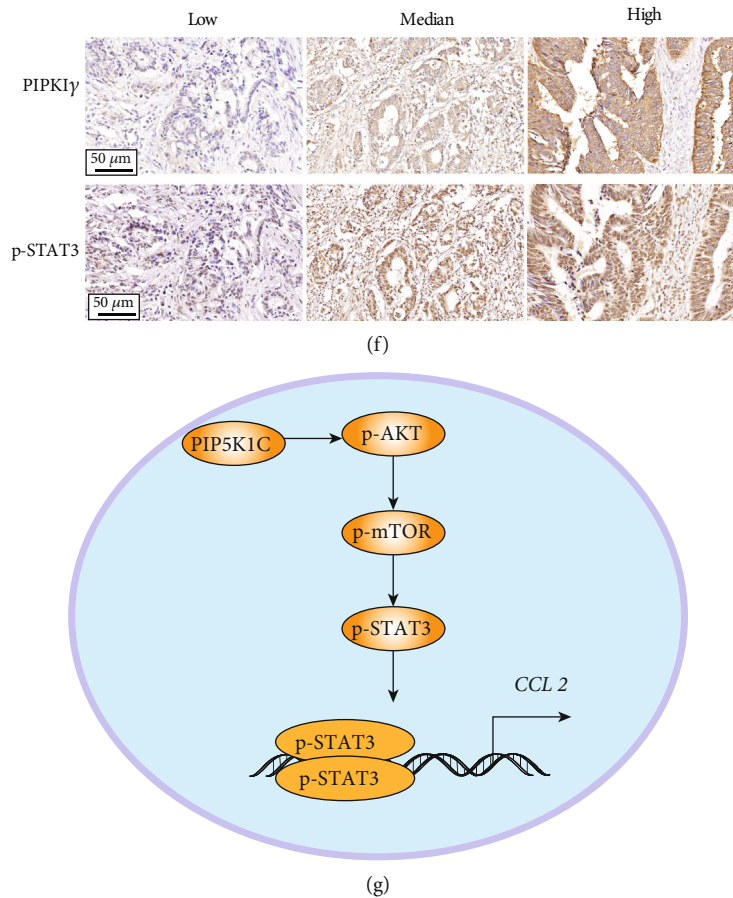 Low Median High
PIPKIγ
50 μm
p-STAT3
50 μm
(f)
PIP5K1C p-AKT
p-mTOR
p-STAT3
CCL 2
p-STAT3
p-STAT3
(g)